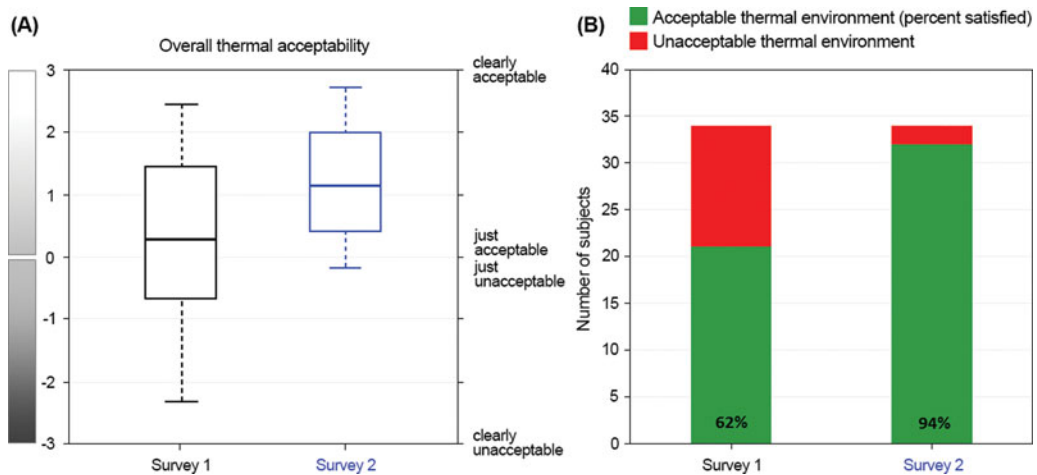 (A)
Overall thermal acceptability
3
2
1
0
-1
-2
-3
clearly
acceptable
just
acceptable
just
unacceptable
clearly
unacceptable
Survey 1
Survey 2
(B)
Acceptable thermal environment (percent satisfied)
Unacceptable thermal environment
Number of subjects
40
35
30
25
20
15
10
5
0
62%
94%
Survey 1
Survey 2